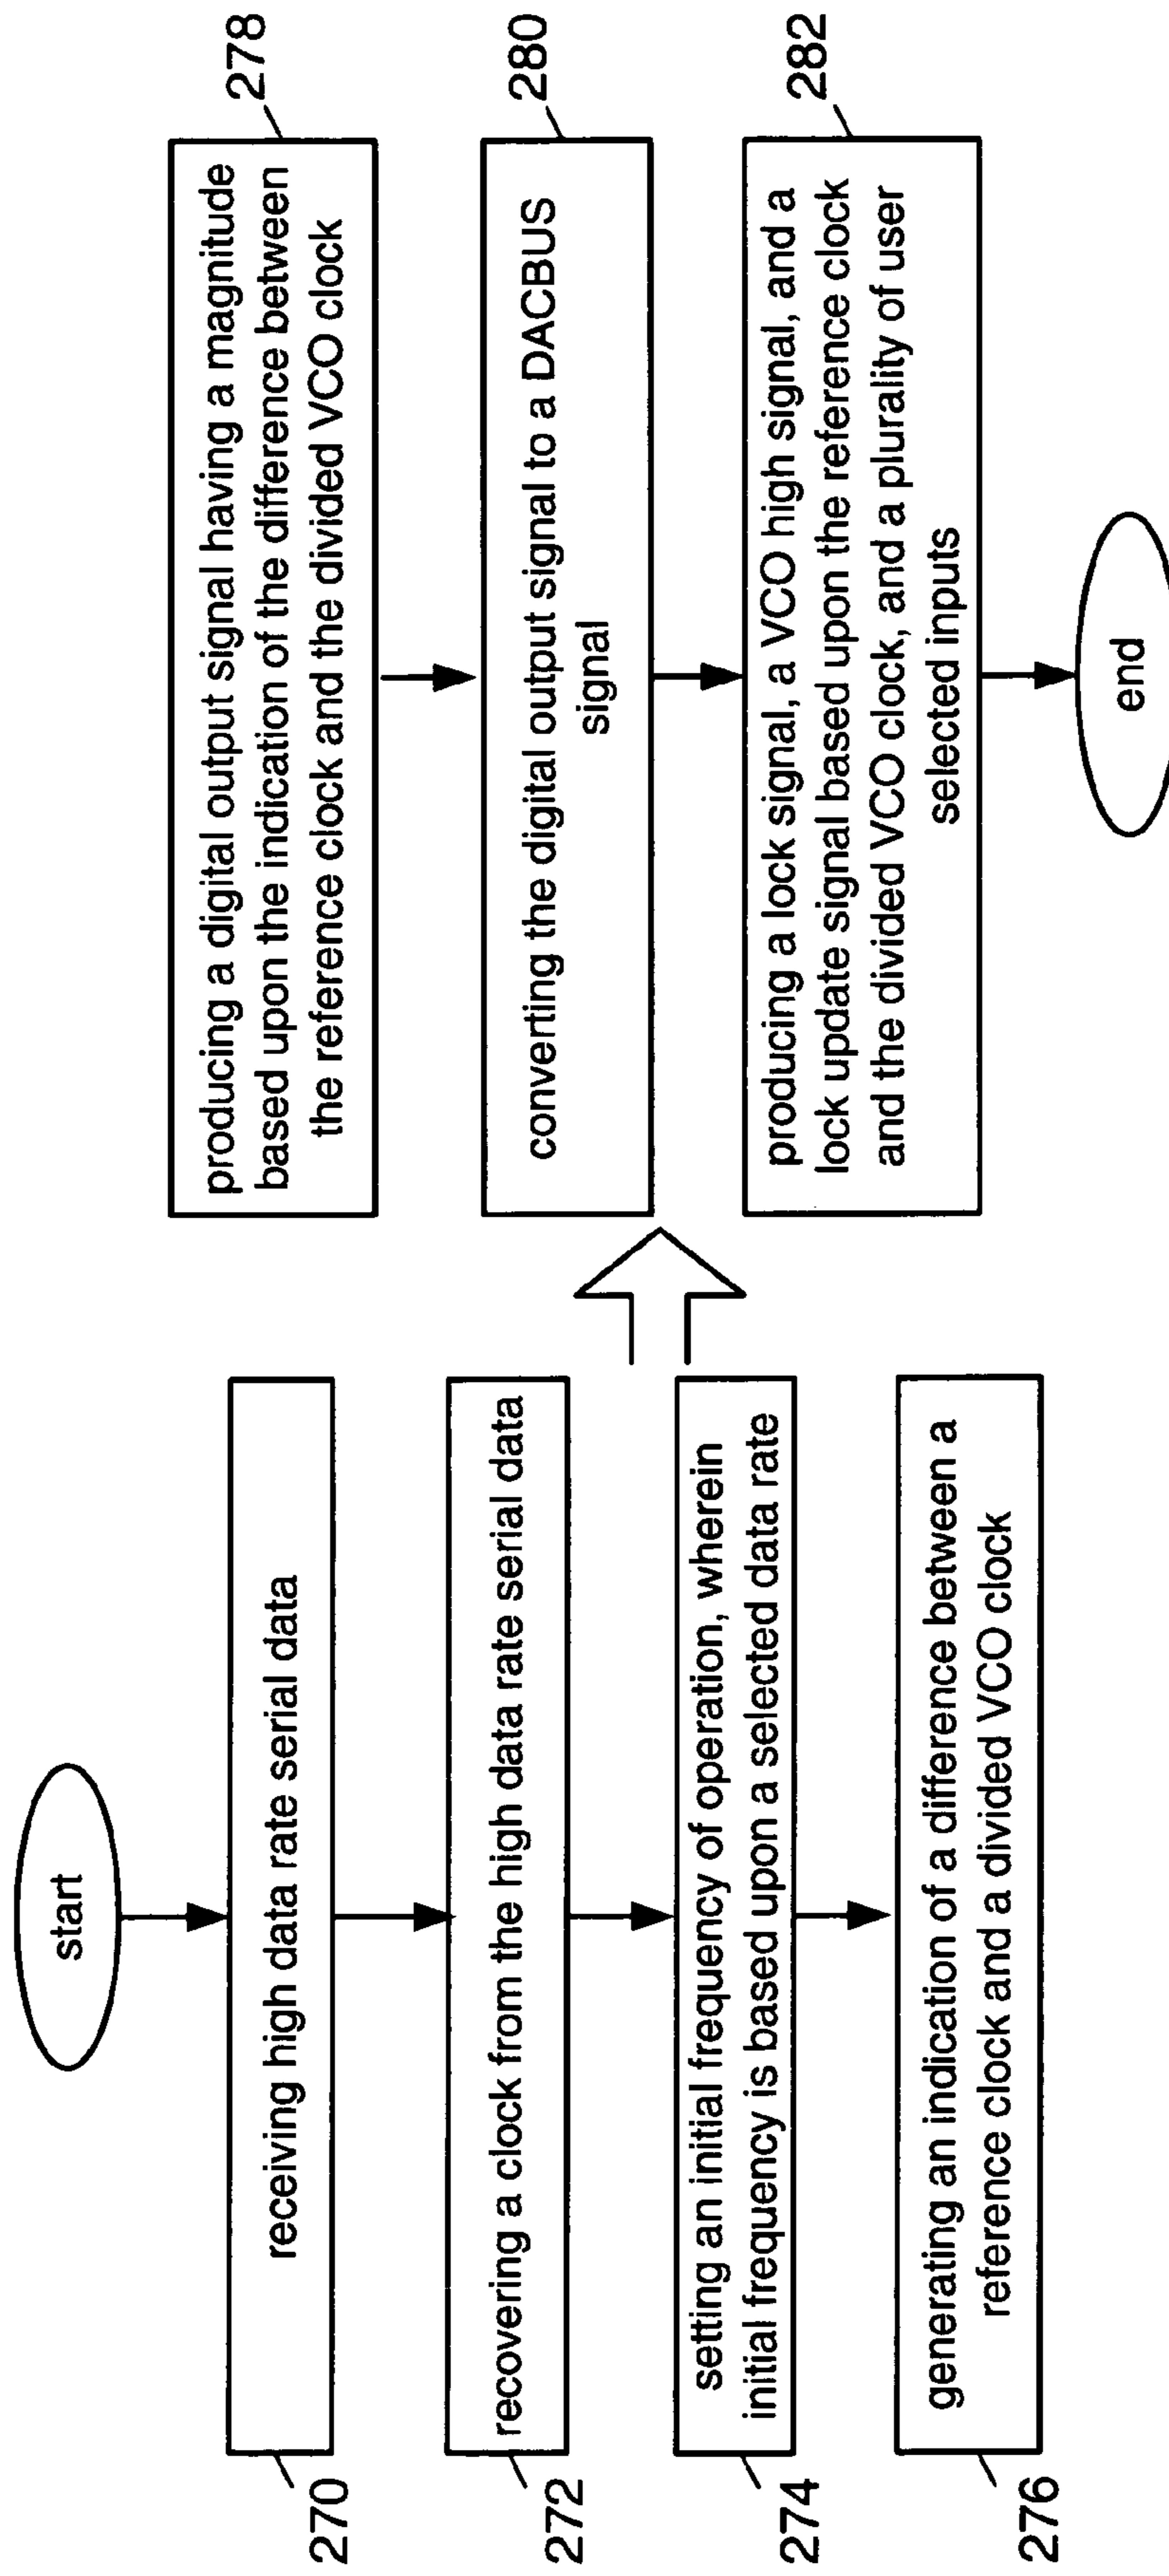 start
receiving high data rate serial data
270
recovering a clock from the high data rate serial data
272
setting an initial frequency of operation, wherein
initial frequency is based upon a selected data rate
274
generating an indication of a difference between a
reference clock and a divided VCO clock
276
producing a digital output signal having a magnitude
based upon the indication of the difference between
the reference clock and the divided VCO clock
278
converting the digital output signal to a DACBUS
signal
280
producing a lock signal, a VCO high signal, and a
lock update signal based upon the reference clock
and the divided VCO clock, and a plurality of user
selected inputs
282
end